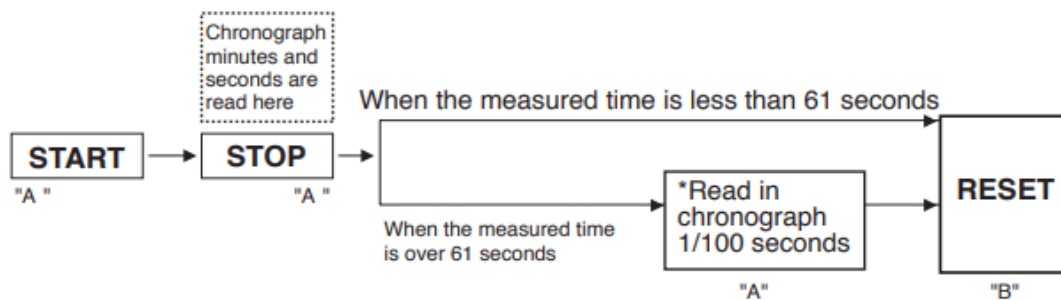 Chronograph
minutes and
seconds are
read here
When the measured time is less than 61 seconds
START
STOP
"A "
"A "
*Read in
chronograph
1/100 seconds
RESET
When the measured time
is over 61 seconds
"A"
"B"